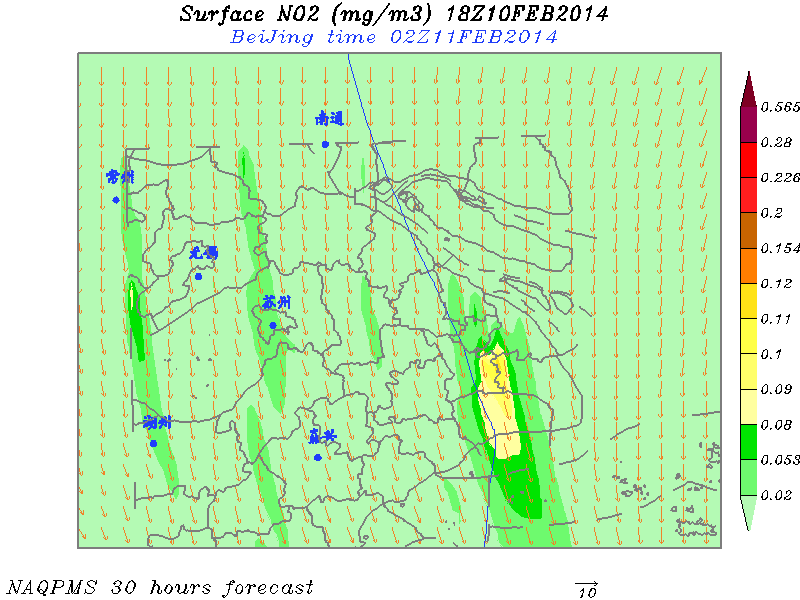 Surface NO2 (mg/m3) 18Z10FEB2014
BeiJing time 02Z11FEB2014
南通
常州
无锡
苏州
湖州
嘉兴
0.565
0.28
0.226
0.2
0.154
0.12
0.11
0.1
0.09
0.08
0.053
0.02
NAQPMS 30 hours forecast
10